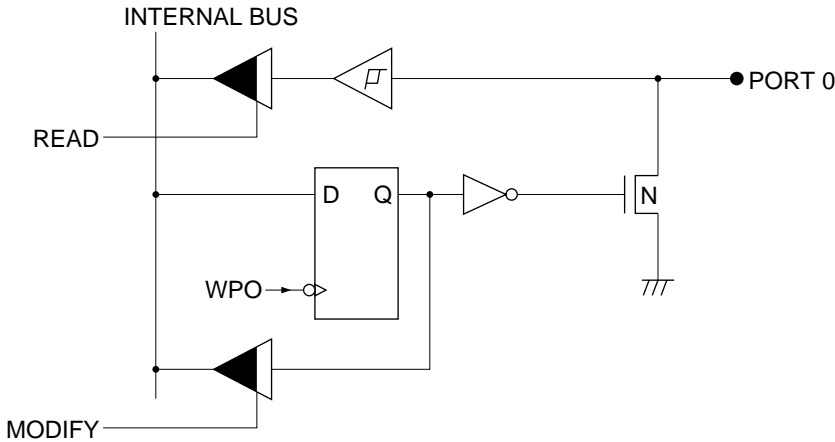 INTERNAL BUS
PORT 0
READ
D Q
N
WPO
MODIFY